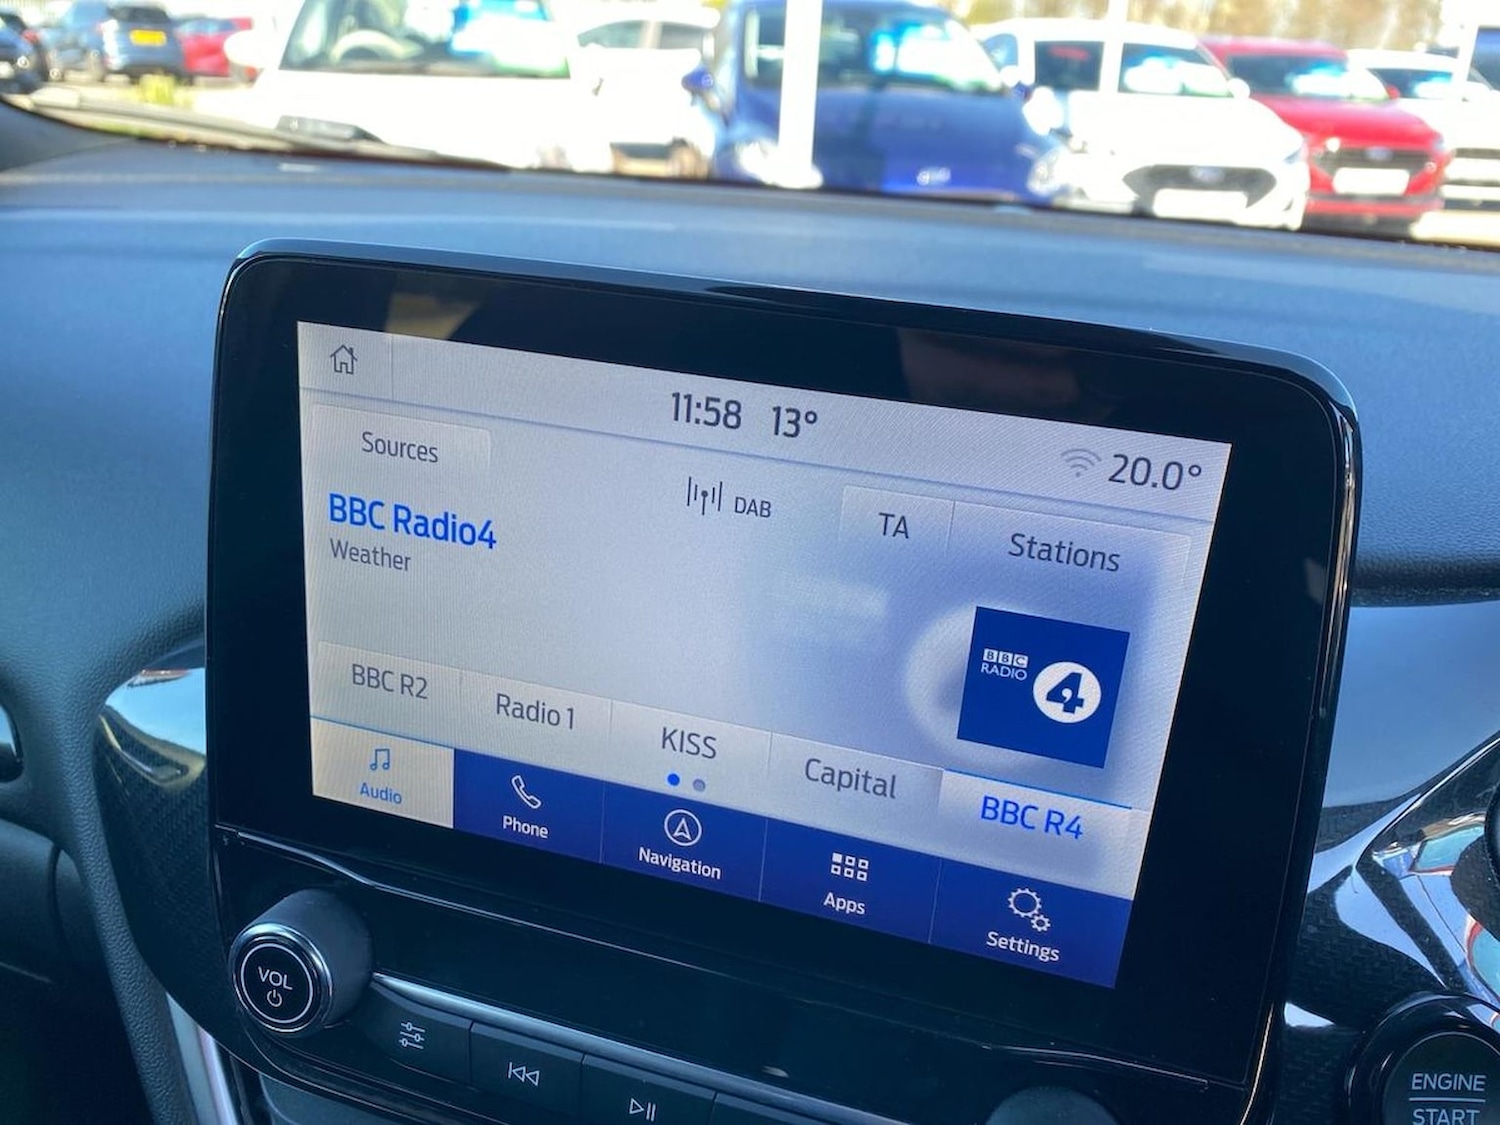 11:58 13°
20.0°
Sources
DAB
TA
Stations
BBC Radio4
Weather
BBC
RADIO
4
BBC R2
Radio 1
KISS
Capital
BBC R4
Audio
Phone
Navigation
Apps
Settings
VOL
ENGINE
START